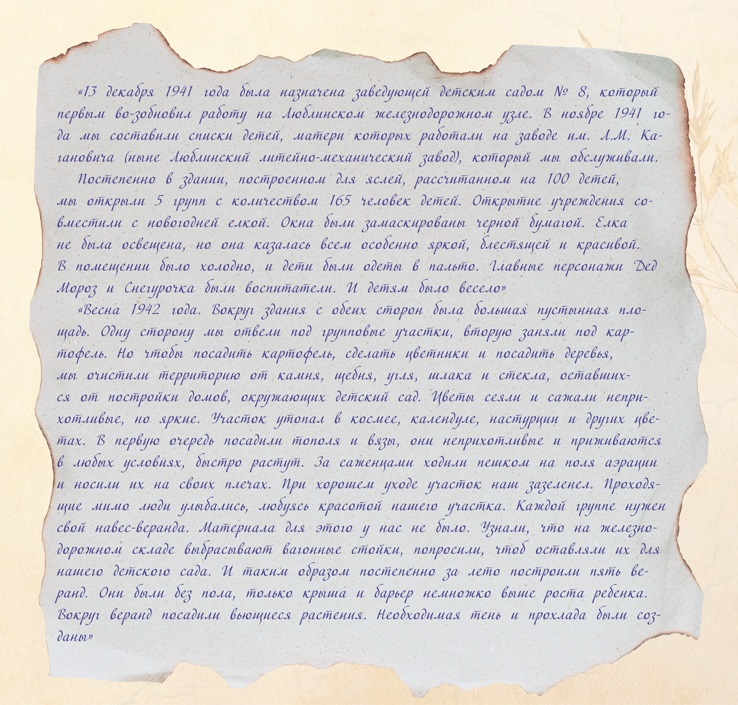 «13 декабря 1941 года была назначена заведующей детским садом № 8, который
первым во-зобновил работу на Люблинском железнодорожном узле. В ноябре 1941 го-
да мы составили списки детей, матери которых работали на заводе им. Л.М. Ка-
гановича (ныне Люблинский литейно-механический завод), который мы обслуживали.
Постепенно в здании, построенном для яслей, рассчитанном на 100 детей,
мы открыли 5 групп с количеством 165 человек детей. Открытие учреждения со-
вместили с новогодней елкой. Окна были замаскированы черной бумагой. Елка
не была освещена, но она казалась всем особенно яркой, блестящей и красивой.
В помещении было холодно, и дети были одеты в пальто. Главные персонажи Дед
Мороз и Снегурочка были воспитатели. И детям было весело»
«Весна 1942 года. Вокруг здания с обеих сторон была большая пустынная пло-
щадь. Одну сторону мы отвели под групповые участки, вторую заняли под кар-
тофель. Но чтобы посадить картофель, сделать цветники и посадить деревья,
мы очистили территорию от камня, щебня, угля, шлака и стекла, оставших-
ся от постройки домов, окружающих детский сад. Цветы сеяли и сажали непри-
хотливые, но яркие. Участок утопал в космее, календуле, настурции и других цве-
тах. В первую очередь посадили тополя и вязы, они неприхотливые и приживаются
в любых условиях, быстро растут. За саженцами ходили пешком на поля аэрации
и носили их на своих плечах. При хорошем уходе участок наш зазеленел. Проходя-
щие мимо люди улыбались, любуясь красотой нашего участка. Каждой группе нужен
свой навес-веранда. Материала для этого у нас не было. Узнали, что на железно-
дорожном складе выбрасывают вагонные стойки, попросили, чтоб оставляли их для
нашего детского сада. И таким образом постепенно за лето построили пять ве-
ранд. Они были без пола, только крыша и барьер немножко выше роста ребенка.
Вокруг веранд посадили вьющиеся растения. Необходимая тень и прохлада были соз-
даны»